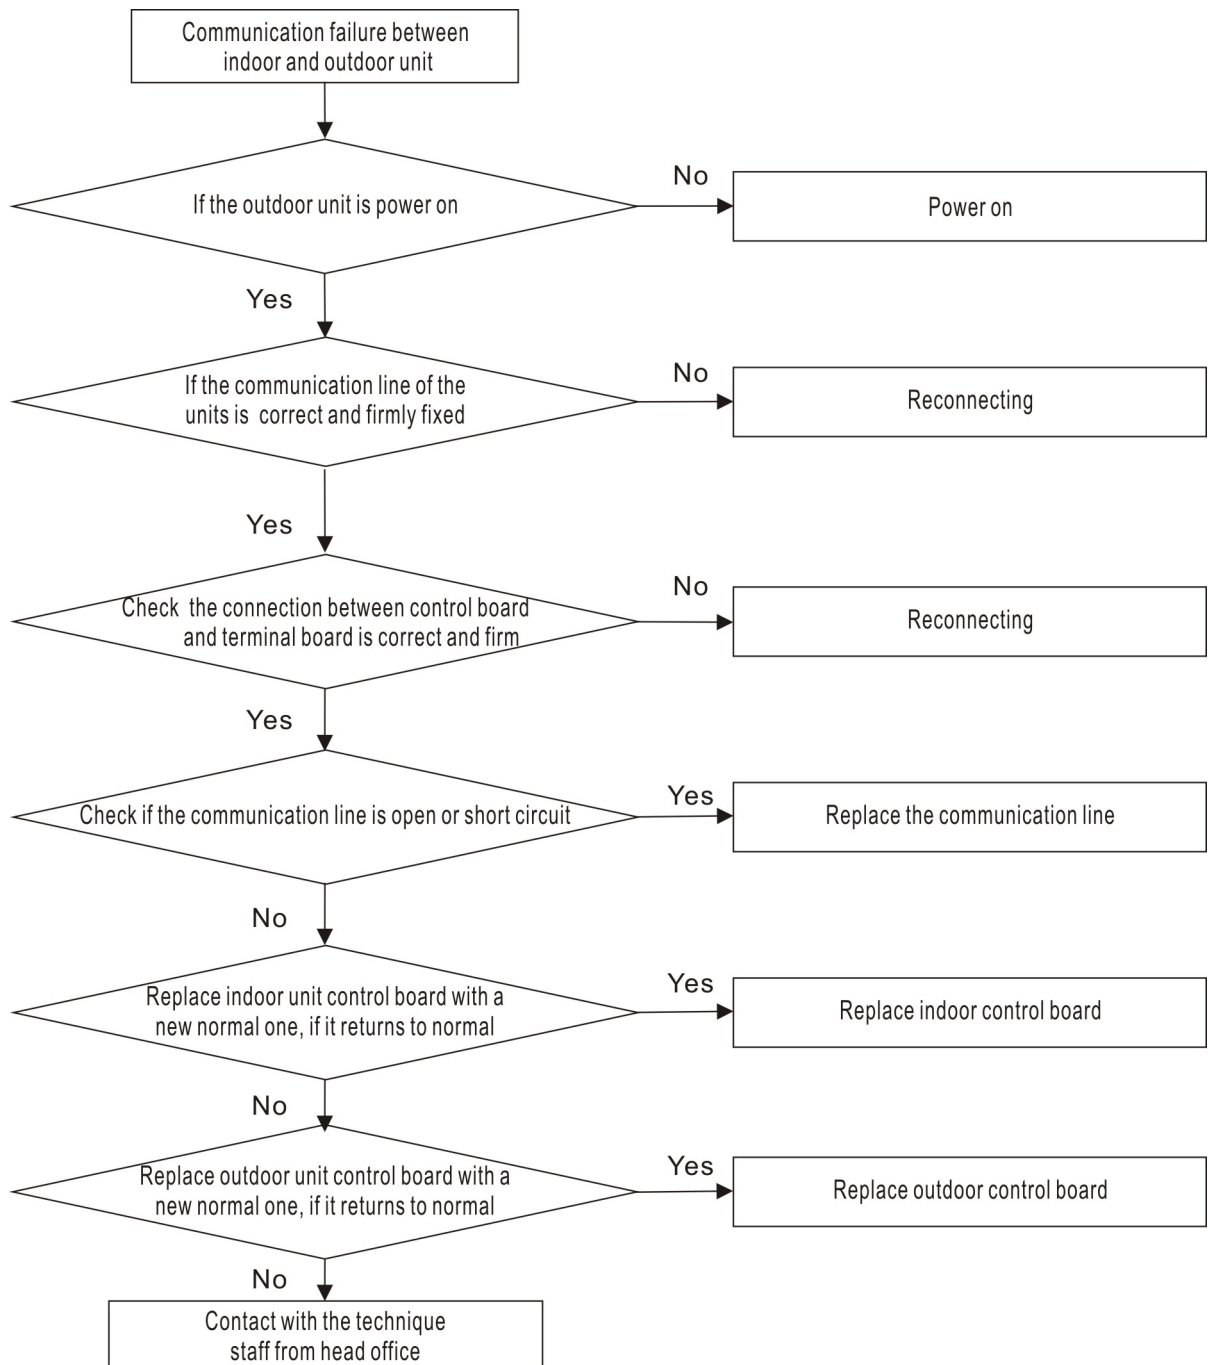 Communication failure between
indoor and outdoor unit
If the outdoor unit is power on
No
Power on
Yes
If the communication line of the
units is correct and firmly fixed
No
Reconnecting
Yes
Check the connection between control board
and terminal board is correct and firm
No
Reconnecting
Yes
Check if the communication line is open or short circuit
Yes
Replace the communication line
No
Replace indoor unit control board with a
new normal one, if it returns to normal
Yes
Replace indoor control board
No
Replace outdoor unit control board with a
new normal one, if it returns to normal
Yes
Replace outdoor control board
No
Contact with the technique
staff from head office